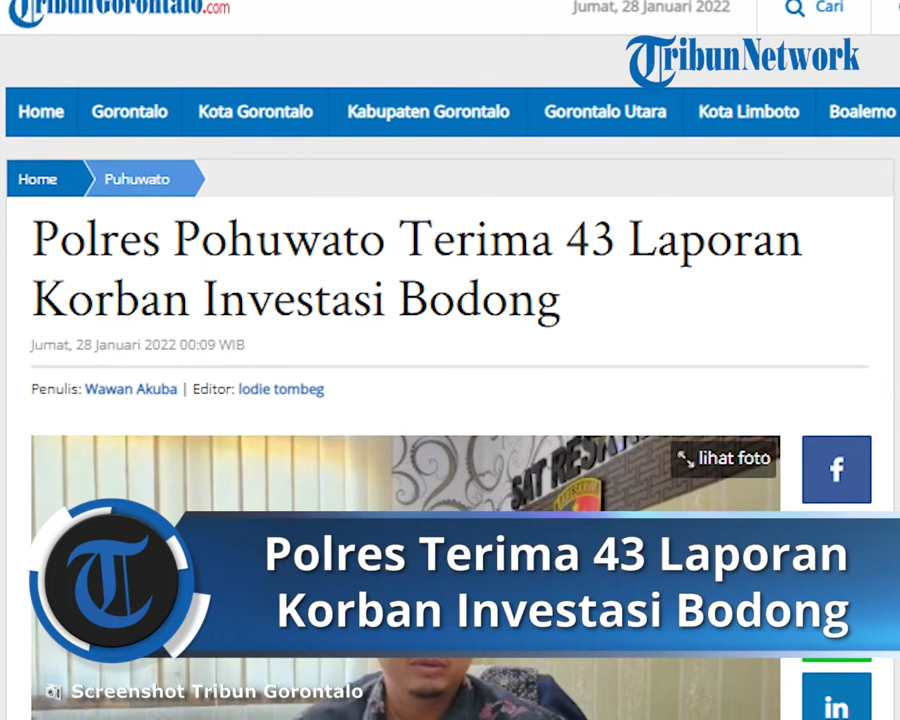 TribunGorontalo.com
Jumat, 28 Januari 2022
Cari
TribunNetwork
Home Gorontalo Kota Gorontalo Kabupaten Gorontalo Gorontalo Utara Kota Limboto Boalemo
Home Puhuwato
Polres Pohuwato Terima 43 Laporan
Korban Investasi Bodong
Jumat, 28 Januari 2022 00:09 WIB
Penulis: Wawan Akuba | Editor: lodie tombeg
SAT
lihat foto
f
T
Polres Terima 43 Laporan
Korban Investasi Bodong
Screenshot Tribun Gorontalo
in